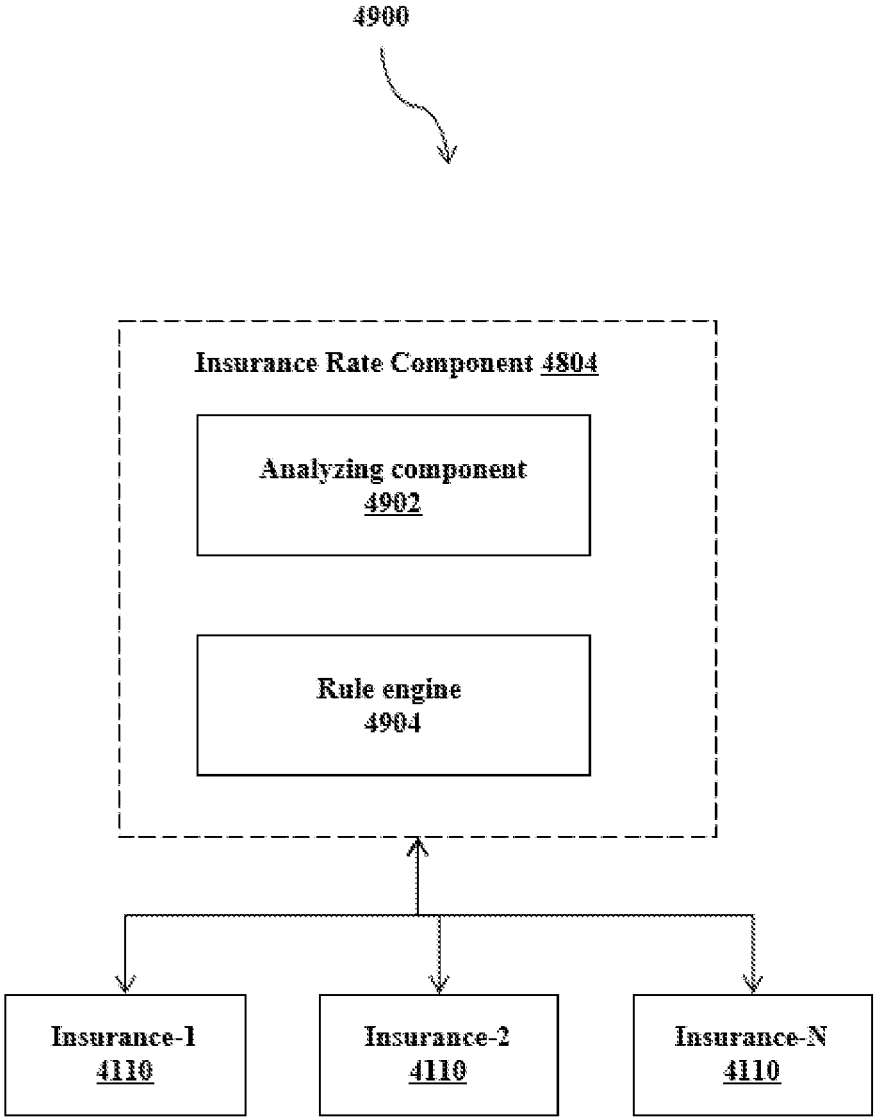 4900
Insurance Rate Component 4804
Analyzing component
4902
Rule engine
4904
Insurance-1
4110
Insurance-2
4110
Insurance-N
4110